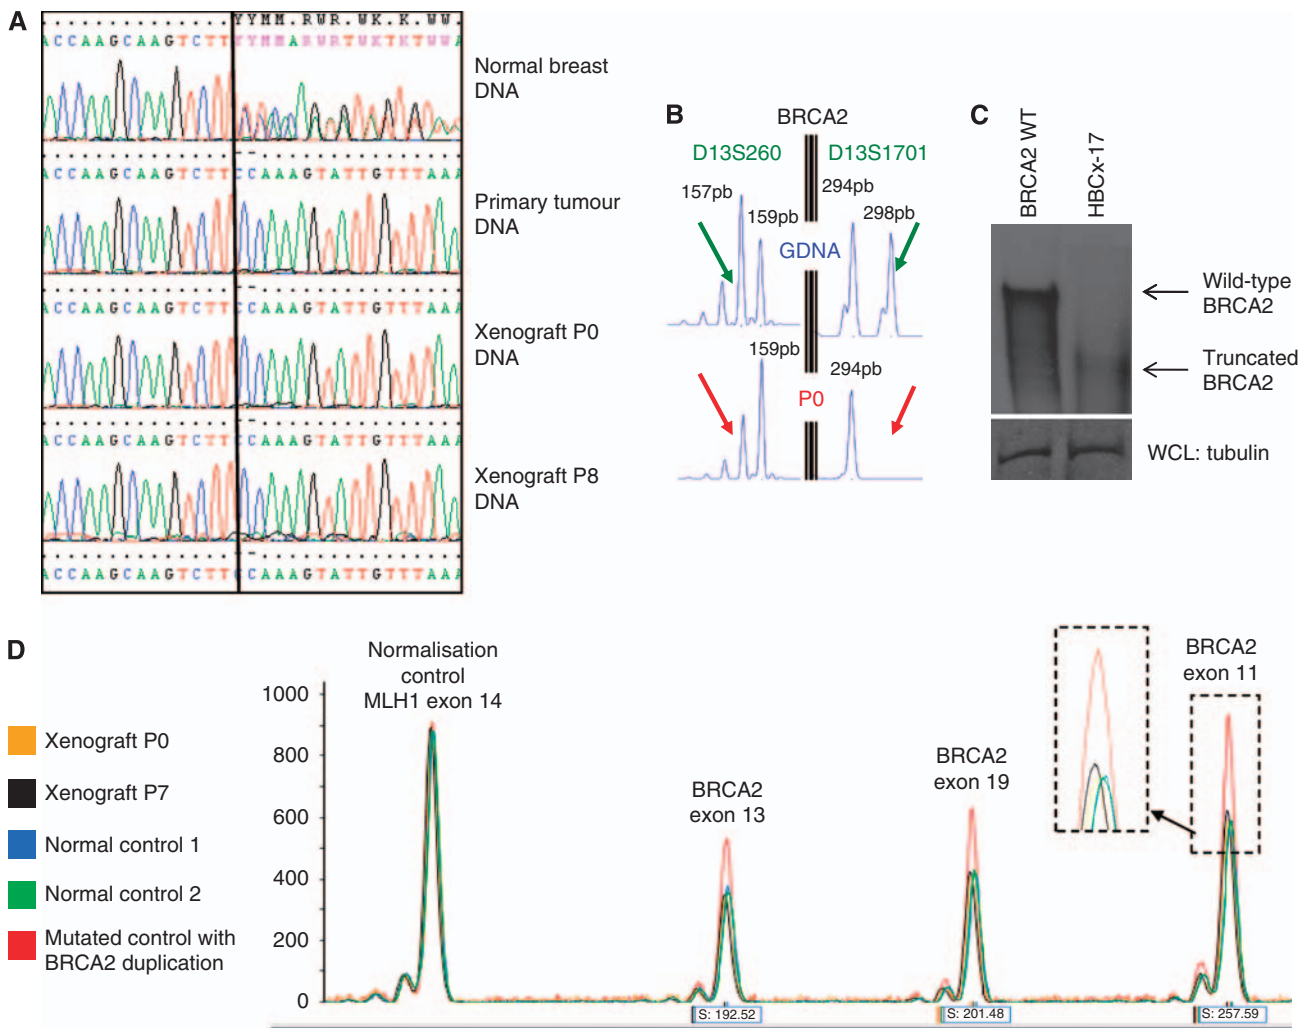 A
YYMM.RWR.WK.K.WW.
ACCAAGCAAGTCTTYYMMARWRTWKTKTWWA
Normal breast
DNA
ACCAAGCAAGTCTTCCAAAGTATTGTTTAAA
Primary tumour
DNA
ACCAAGCAAGTCTTCCAAAGTATTGTTTAAA
Xenograft P0
DNA
ACCAAGCAAGTCTTCCAAAGTATTGTTTAAA
Xenograft P8
DNA
ACCAAGCAAGTCTTCCAAAGTATTGTTTAAA
B
BRCA2
D13S260
D13S1701
157pb
159pb
294pb
298pb
GDNA
159pb
294pb
P0
C
BRCA2 WT
HBCx-17
Wild-type
BRCA2
Truncated
BRCA2
WCL: tubulin
D
Xenograft P0
Xenograft P7
Normal control 1
Normal control 2
Mutated control with
BRCA2 duplication
1000
800
600
400
200
0
Normalisation
control
MLH1 exon 14
BRCA2
exon 13
BRCA2
exon 19
BRCA2
exon 11
S: 192.52
S: 201.48
S: 257.59